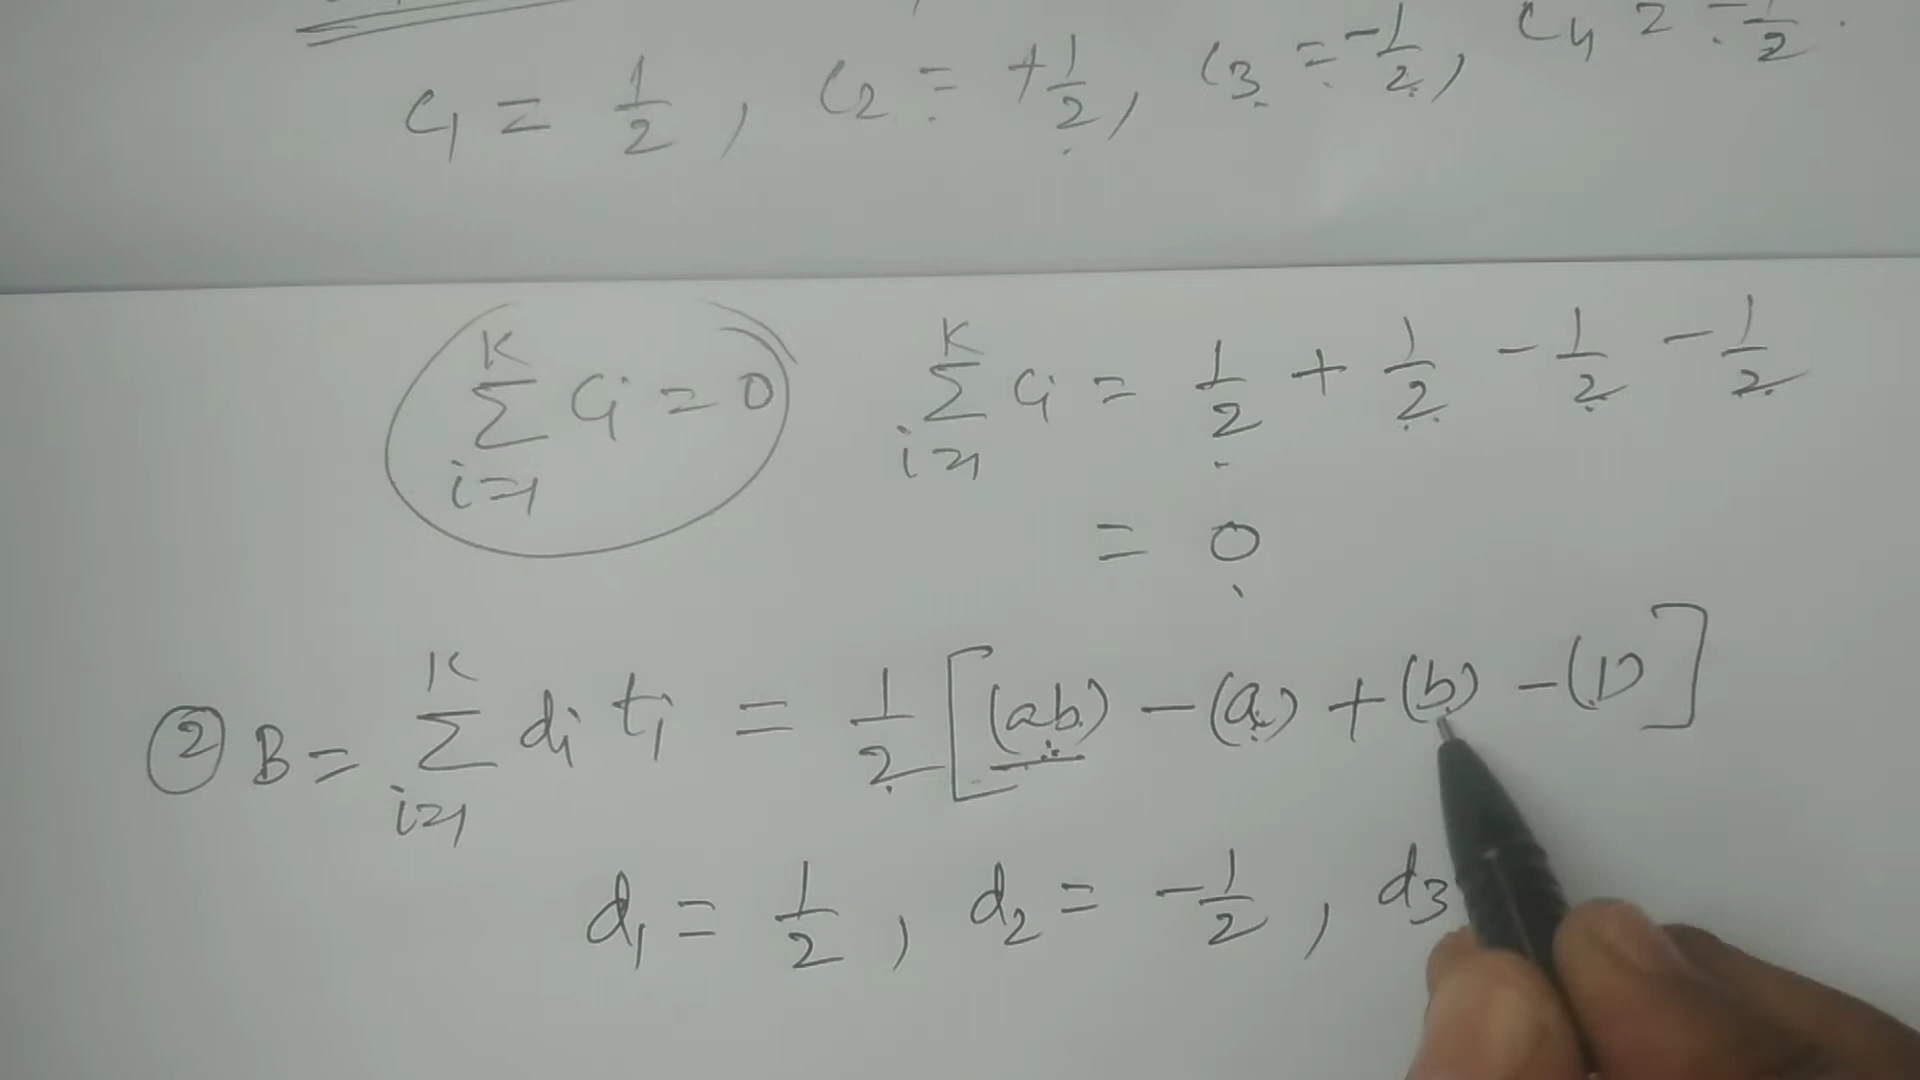 C1 = 1/2, C2 = +1/2, C3 = -1/2, C4 = -1/2.
K∑i=1 Ci = 0 K∑i=1 Ci = 1/2 + 1/2 - 1/2 - 1/2
= 0
② B = K∑i=1 di ti = 1/2 [(ab) - (a) + (b) - (1)]
d1 = 1/2, d2 = -1/2, d3